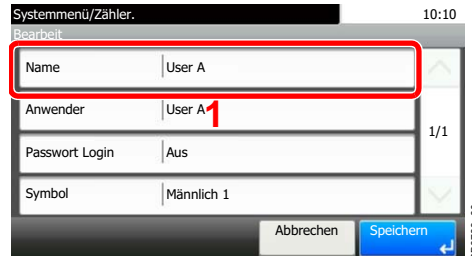 Systemmenü/Zähler. 10:10
Bearbeit
Name User A
Anwender User A
1
1/1
Passwort Login Aus
Symbol Männlich 1
Abbrechen Speichern